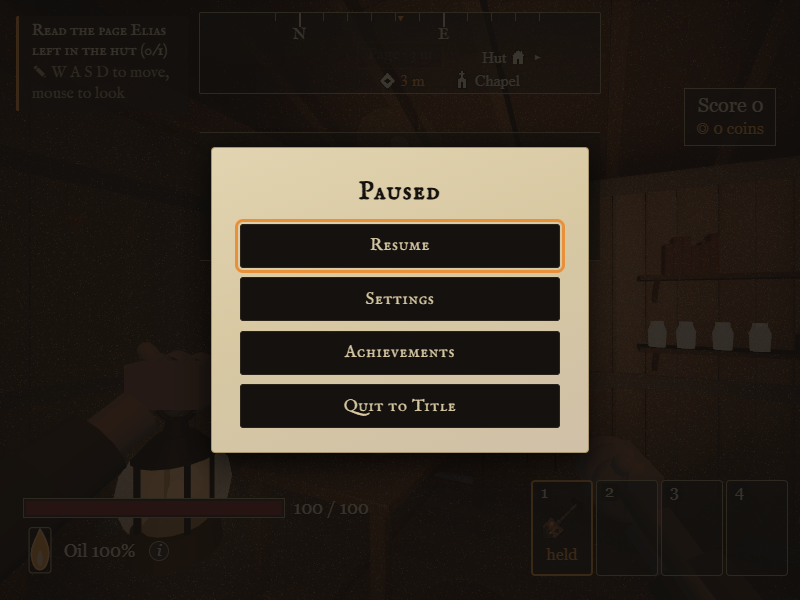 Read the page Elias
left in the hut (0/1)
W A S D to move,
mouse to look
N E
Hut
3 m Chapel
Score 0
0 coins
Paused
Resume
Settings
Achievements
Quit to Title
100 / 100
Oil 100% i
1 2 3 4
held